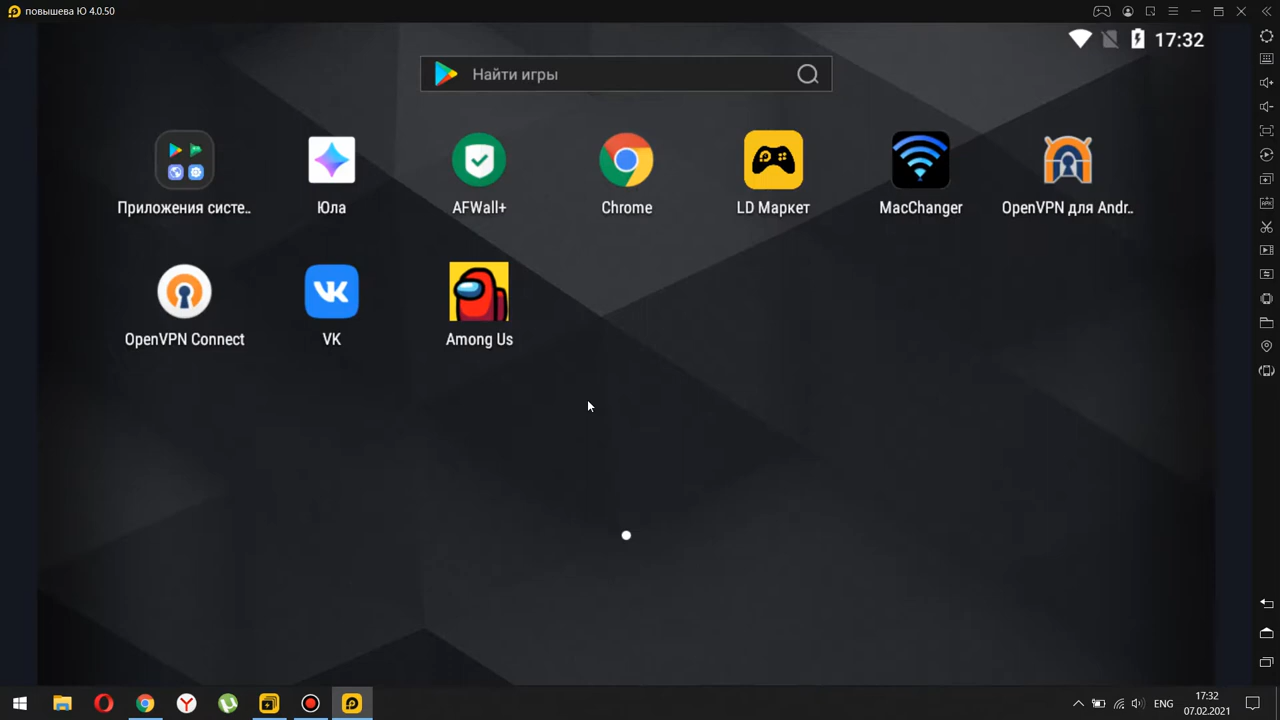 повышева Ю 4.0.50
17:32
Найти игры
Приложения систе..
Юла
AFWall+
Chrome
LD Маркет
MacChanger
OpenVPN для Andr..
OpenVPN Connect
VK
Among Us
ENG
17:32
07.02.2021